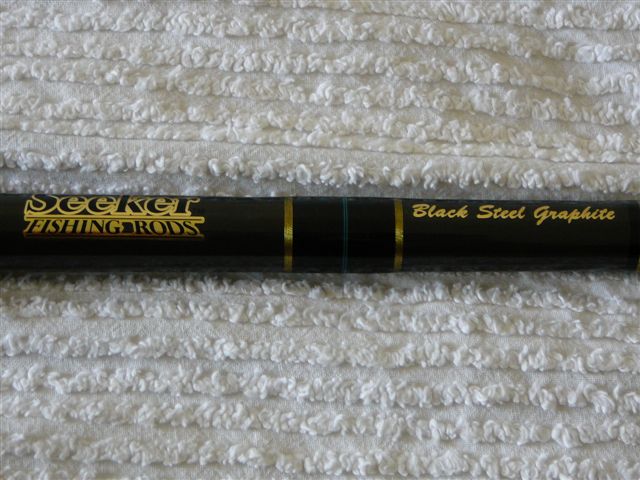 Seeker
FISHING RODS
Black Steel Graphite